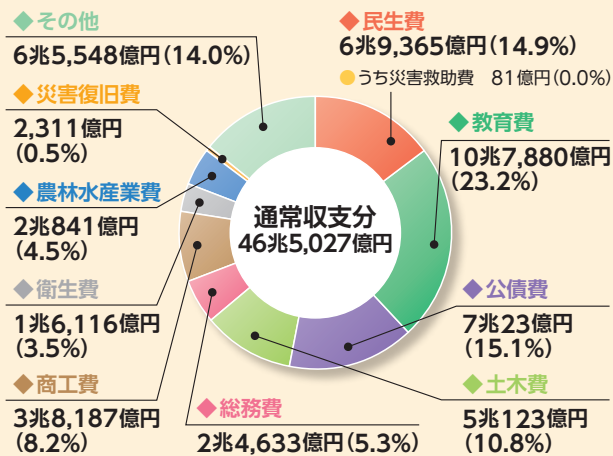 ◆その他
6兆5,548億円(14.0%)
◆災害復旧費
2,311億円
(0.5%)
◆農林水産業費
2兆841億円
(4.5%)
◆衛生費
1兆6,116億円
(3.5%)
◆商工費
3兆8,187億円
(8.2%)
◆民生費
6兆9,365億円(14.9%)
●うち災害救助費 81億円(0.0%)
◆教育費
10兆7,880億円
(23.2%)
通常収支分
46兆5,027億円
◆公債費
7兆23億円
(15.1%)
◆土木費
5兆123億円
(10.8%)
◆総務費
2兆4,633億円(5.3%)